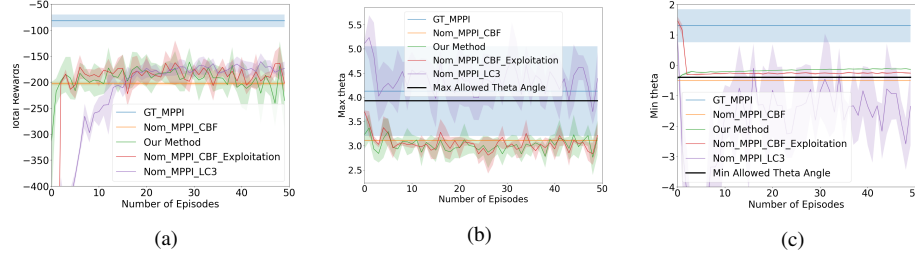 −50
−100
−150
−200
−250
−300
−350
−400
Total Rewards
GT_MPPI
Nom_MPPI_CBF
Our Method
Nom_MPPI_CBF_Exploitation
Nom_MPPI_LC3
0 10 20 30 40 50
Number of Episodes
(a)
5.5
5.0
4.5
4.0
3.5
3.0
2.5
Max theta
GT_MPPI
Nom_MPPI_CBF
Our Method
Nom_MPPI_CBF_Exploitation
Nom_MPPI_LC3
Max Allowed Theta Angle
0 10 20 30 40 50
Number of Episodes
(b)
2
1
0
−1
−2
−3
−4
Min theta
GT_MPPI
Nom_MPPI_CBF
Our Method
Nom_MPPI_CBF_Exploitation
Nom_MPPI_LC3
Min Allowed Theta Angle
0 20 40
Number of Episodes
(c)